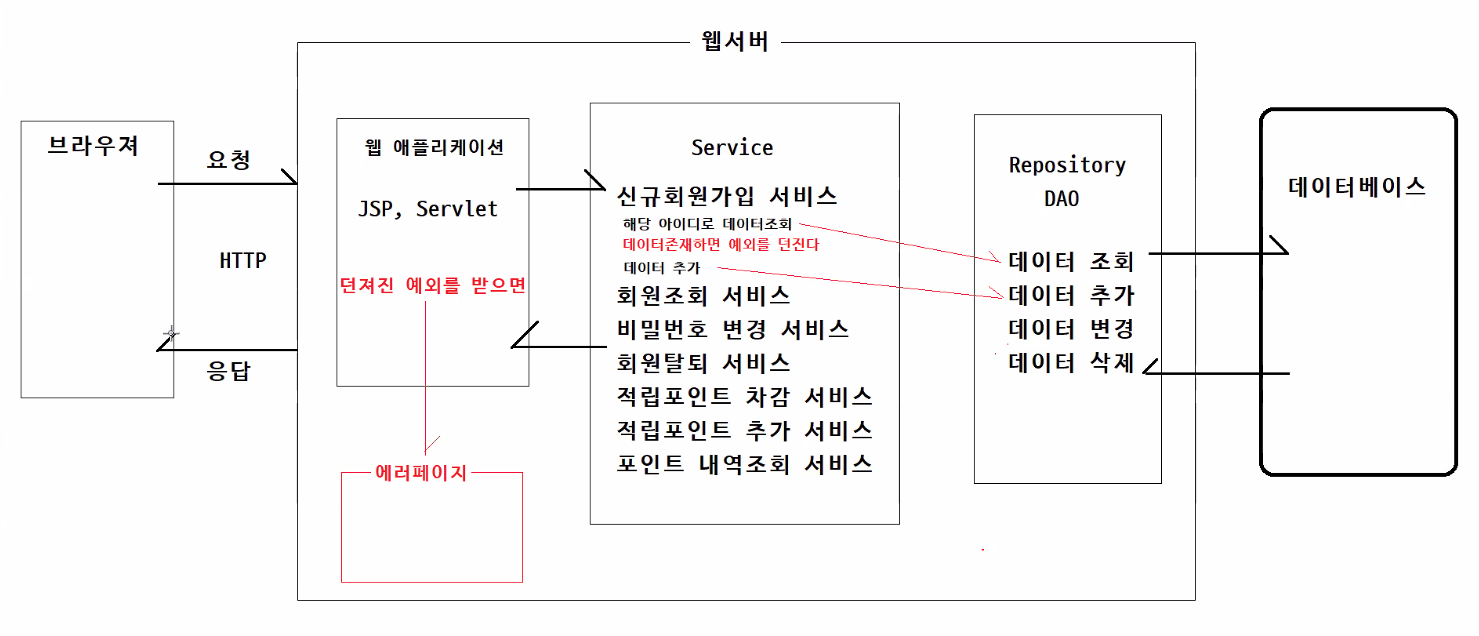 웹서버
브라우져
요청
HTTP
응답
웹 애플리케이션
JSP, Servlet
던져진 예외를 받으면
에러페이지
Service
신규회원가입 서비스
해당 아이디로 데이터조회
데이터존재하면 예외를 던진다
데이터 추가
회원조회 서비스
비밀번호 변경 서비스
회원탈퇴 서비스
적립포인트 차감 서비스
적립포인트 추가 서비스
포인트 내역조회 서비스
Repository
DAO
데이터 조회
데이터 추가
데이터 변경
데이터 삭제
데이터베이스